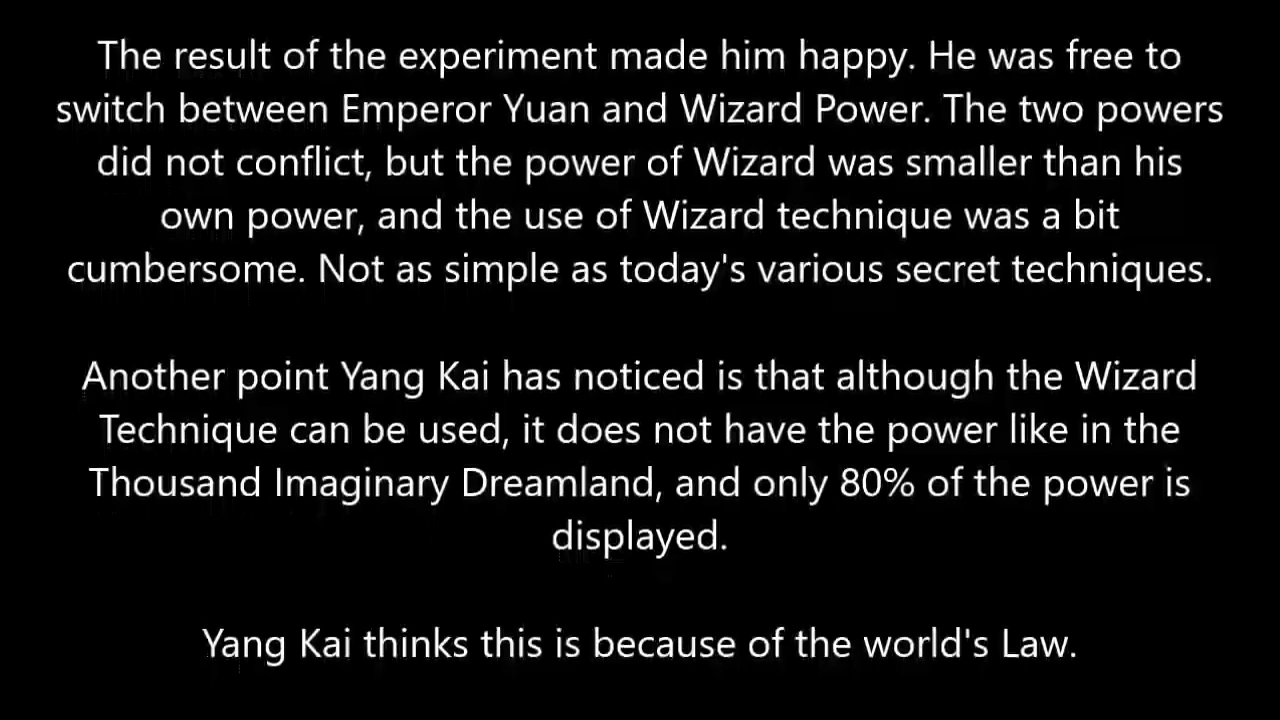 The result of the experiment made him happy. He was free to
switch between Emperor Yuan and Wizard Power. The two powers
did not conflict, but the power of Wizard was smaller than his
own power, and the use of Wizard technique was a bit
cumbersome. Not as simple as today's various secret techniques.
Another point Yang Kai has noticed is that although the Wizard
Technique can be used, it does not have the power like in the
Thousand Imaginary Dreamland, and only 80% of the power is
displayed.
Yang Kai thinks this is because of the world's Law.